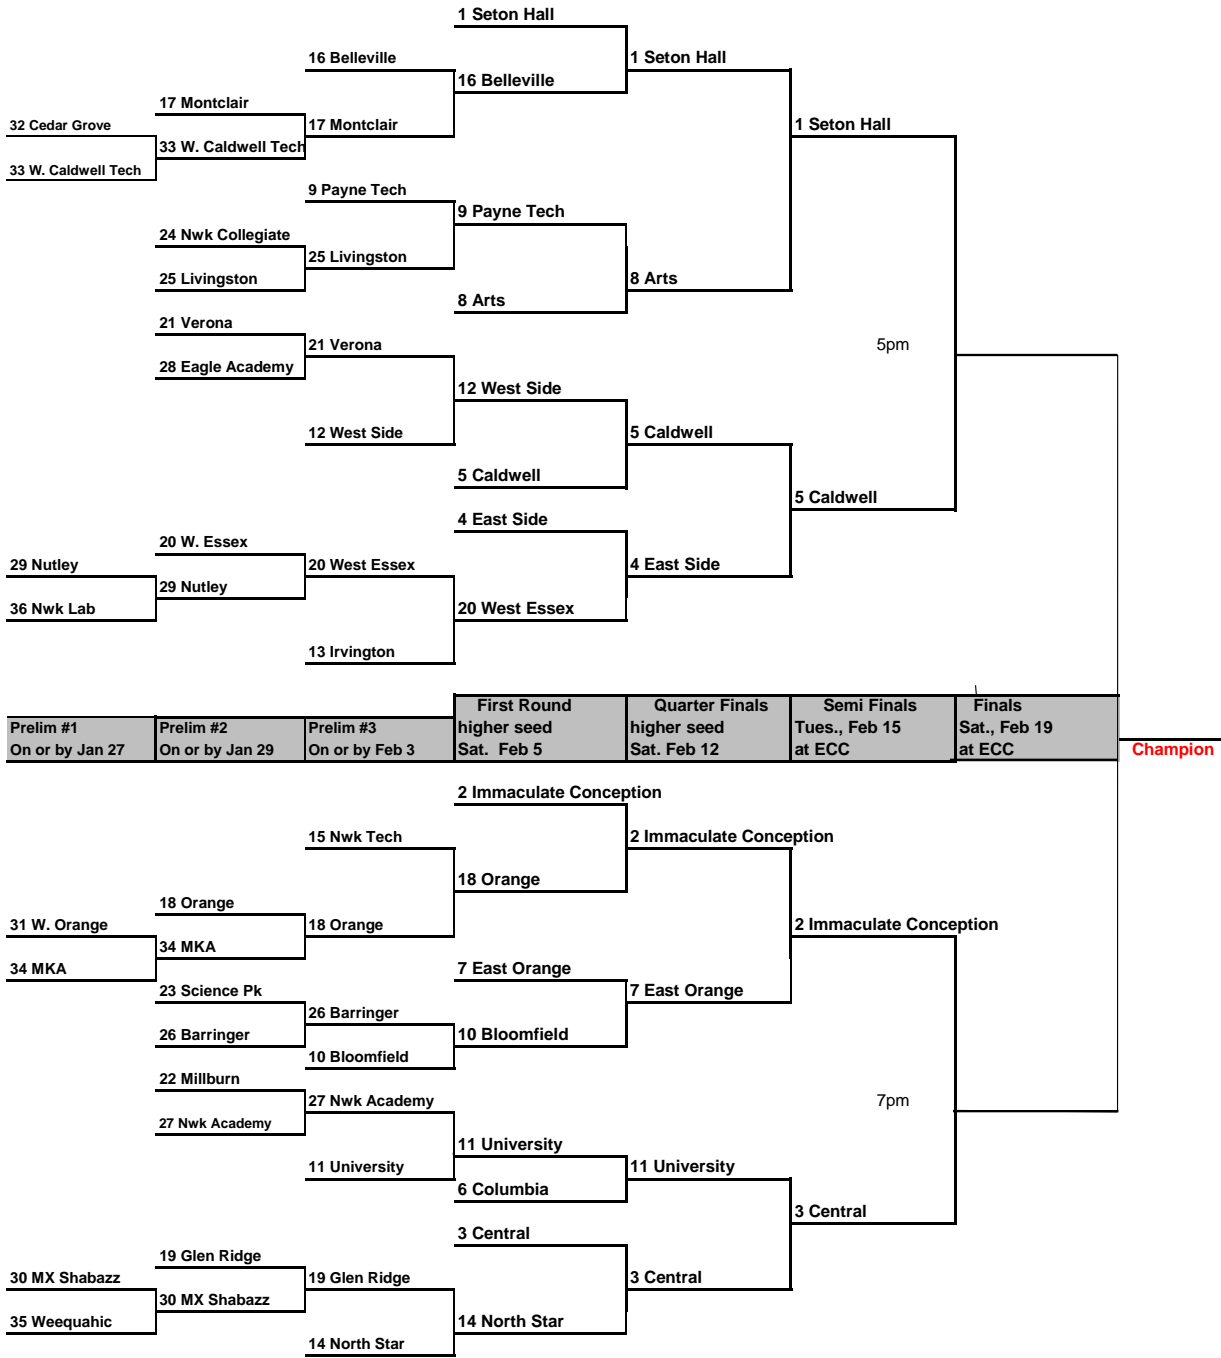 1 Seton Hall
16 Belleville
1 Seton Hall
16 Belleville
17 Montclair
32 Cedar Grove
17 Montclair
1 Seton Hall
33 W. Caldwell Tech
33 W. Caldwell Tech
9 Payne Tech
9 Payne Tech
24 Nwk Collegiate
25 Livingston
25 Livingston
8 Arts
8 Arts
21 Verona
21 Verona
5pm
28 Eagle Academy
12 West Side
12 West Side
5 Caldwell
5 Caldwell
5 Caldwell
4 East Side
20 W. Essex
29 Nutley
20 West Essex
4 East Side
29 Nutley
36 Nwk Lab
20 West Essex
13 Irvington
First Round
Quarter Finals
Semi Finals
Finals
Prelim #1
Prelim #2
Prelim #3
higher seed
higher seed
Tues., Feb 15
Sat., Feb 19
On or by Jan 27
On or by Jan 29
On or by Feb 3
Sat. Feb 5
Sat. Feb 12
at ECC
at ECC
Champion
2 Immaculate Conception
15 Nwk Tech
2 Immaculate Conception
18 Orange
18 Orange
31 W. Orange
18 Orange
2 Immaculate Conception
34 MKA
34 MKA
7 East Orange
23 Science Pk
7 East Orange
26 Barringer
26 Barringer
10 Bloomfield
10 Bloomfield
22 Millburn
27 Nwk Academy
7pm
27 Nwk Academy
11 University
11 University
11 University
6 Columbia
3 Central
3 Central
19 Glen Ridge
30 MX Shabazz
19 Glen Ridge
3 Central
30 MX Shabazz
35 Weequahic
14 North Star
14 North Star